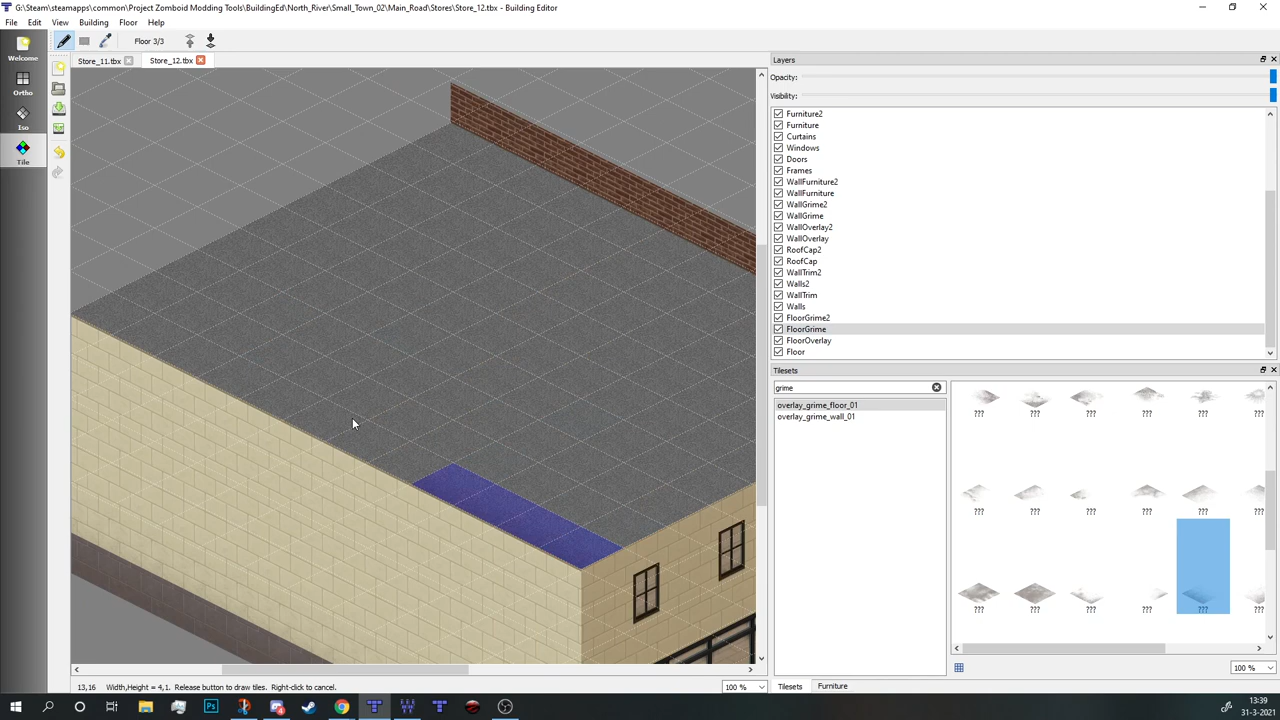 G:\Steam\steamapps\common\Project Zomboid Modding Tools\BuildingEd\North_River\Small_Town_02\Main_Road\Stores\Store_12.tbx - Building Editor
File Edit View Building Floor Help
Floor 3/3
Welcome
Ortho
Iso
Tile
Store_11.tbx
Store_12.tbx
Layers
Opacity:
Visibility:
Furniture2
Furniture
Curtains
Windows
Doors
Frames
WallFurniture2
WallFurniture
WallGrime2
WallGrime
WallOverlay2
WallOverlay
RoofCap2
RoofCap
WallTrim2
Walls2
WallTrim
Walls
FloorGrime2
FloorGrime
FloorOverlay
Floor
Tilesets
grime
overlay_grime_floor_01
overlay_grime_wall_01
??? ??? ??? ??? ??? ???
??? ??? ??? ??? ??? ???
??? ??? ??? ??? ??? ???
100 %
Tilesets Furniture
13,16 Width,Height = 4,1. Release button to draw tiles. Right-click to cancel.
100 %
13:39
31-3-2021